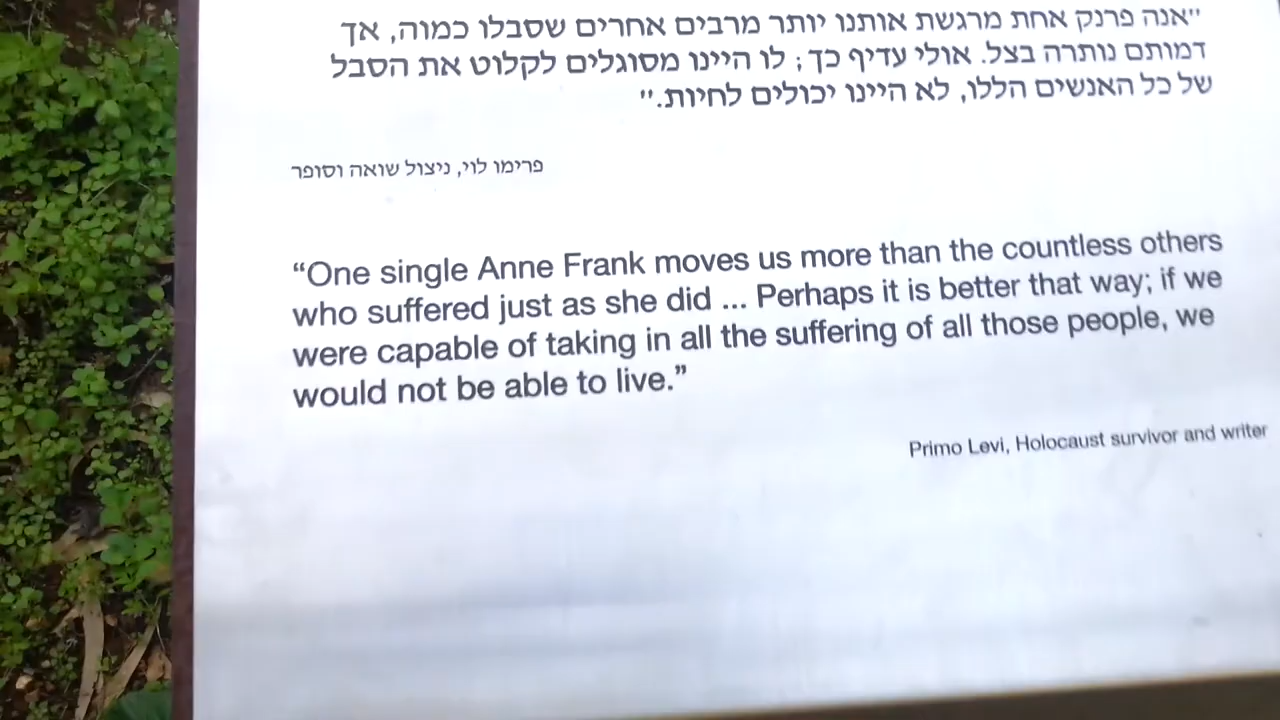 "אנה פרנק אחת מרגשת אותנו יותר מרבים אחרים שסבלו כמוה, אך
דמותם נותרה בצל. אולי עדיף כך; לו היינו מסוגלים לקלוט את הסבל
של כל האנשים הללו, לא היינו יכולים לחיות."
פרימו לוי, ניצול שואה וסופר
“One single Anne Frank moves us more than the countless others
who suffered just as she did ... Perhaps it is better that way; if we
were capable of taking in all the suffering of all those people, we
would not be able to live.”
Primo Levi, Holocaust survivor and writer